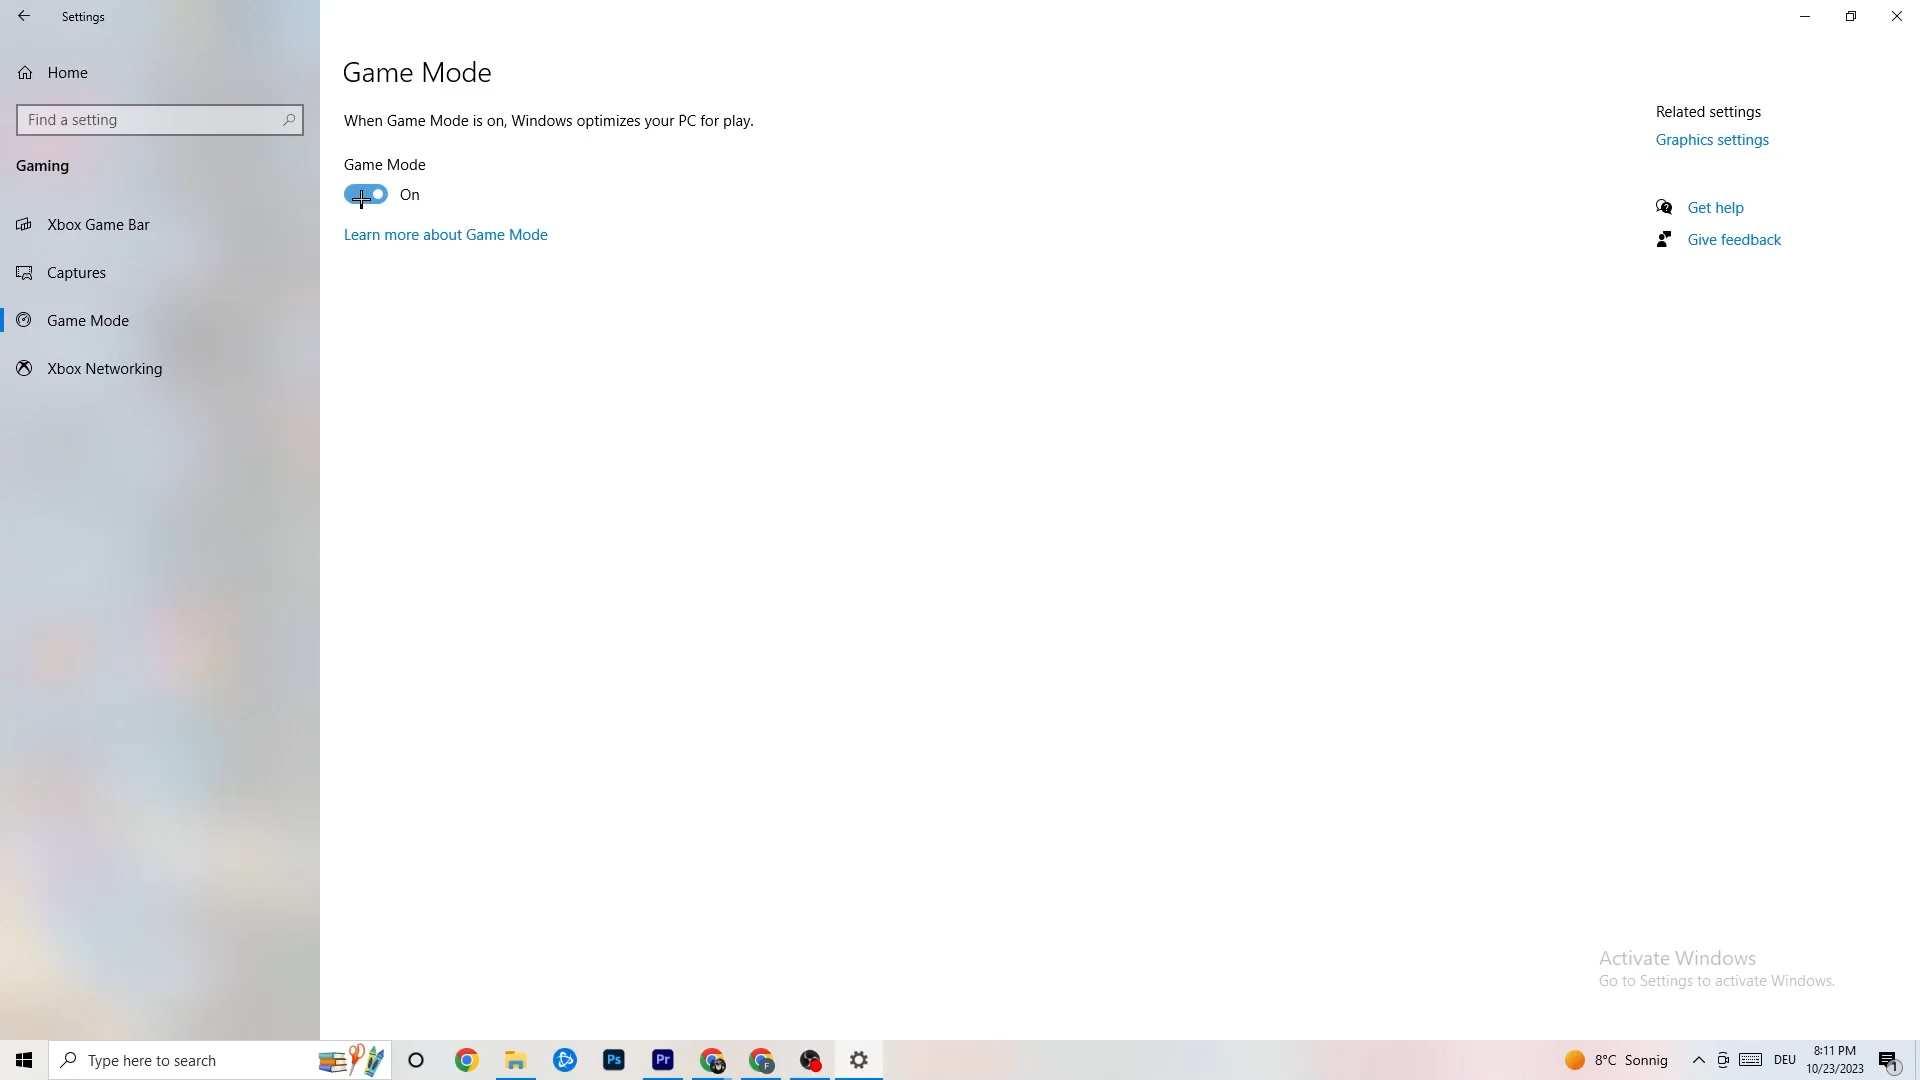 Settings
Home
Find a setting
Gaming
Xbox Game Bar
Captures
Game Mode
Xbox Networking
Game Mode
When Game Mode is on, Windows optimizes your PC for play.
Game Mode
On
Learn more about Game Mode
Related settings
Graphics settings
Get help
Give feedback
Activate Windows
Go to Settings to activate Windows.
Type here to search
Ps
Pr
F
8°C Sonnig
DEU
8:11 PM
10/23/2023
1